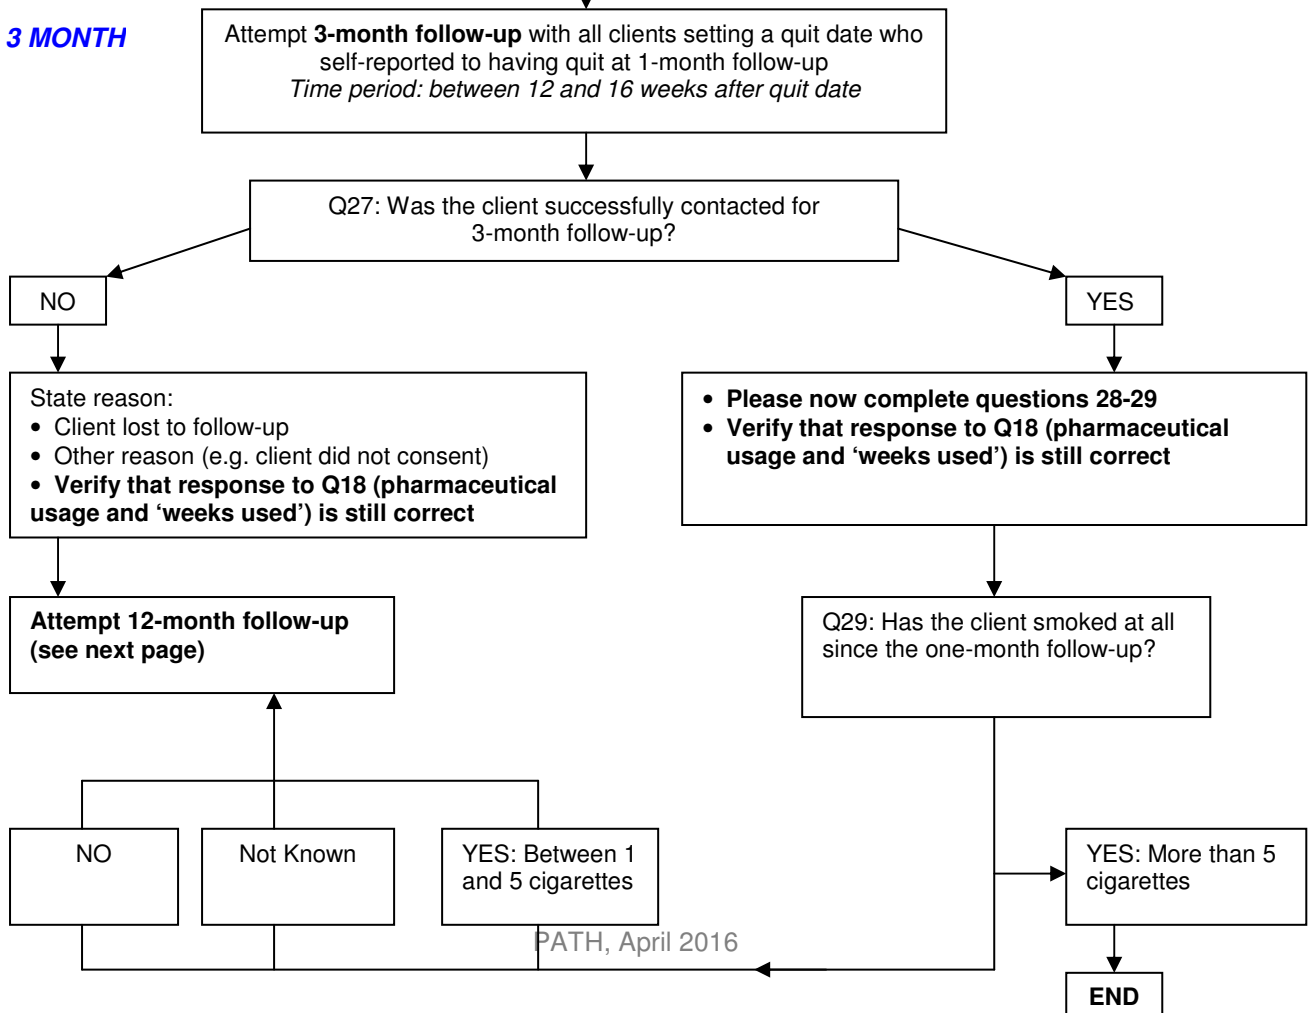 3 MONTH
Attempt 3-month follow-up with all clients setting a quit date who
self-reported to having quit at 1-month follow-up
Time period: between 12 and 16 weeks after quit date
Q27: Was the client successfully contacted for
3-month follow-up?
NO
YES
State reason:
• Client lost to follow-up
• Other reason (e.g. client did not consent)
• Verify that response to Q18 (pharmaceutical
usage and ‘weeks used’) is still correct
• Please now complete questions 28-29
• Verify that response to Q18 (pharmaceutical
usage and ‘weeks used’) is still correct
Attempt 12-month follow-up
(see next page)
Q29: Has the client smoked at all
since the one-month follow-up?
NO
Not Known
YES: Between 1
and 5 cigarettes
YES: More than 5
cigarettes
PATH, April 2016
END